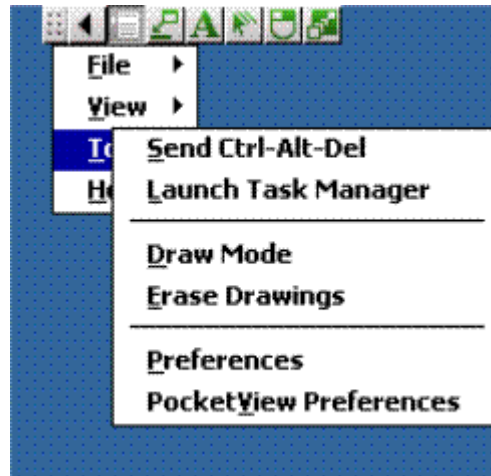 File
View
Send Ctrl-Alt-Del
Launch Task Manager
Draw Mode
Erase Drawings
Preferences
PocketView Preferences